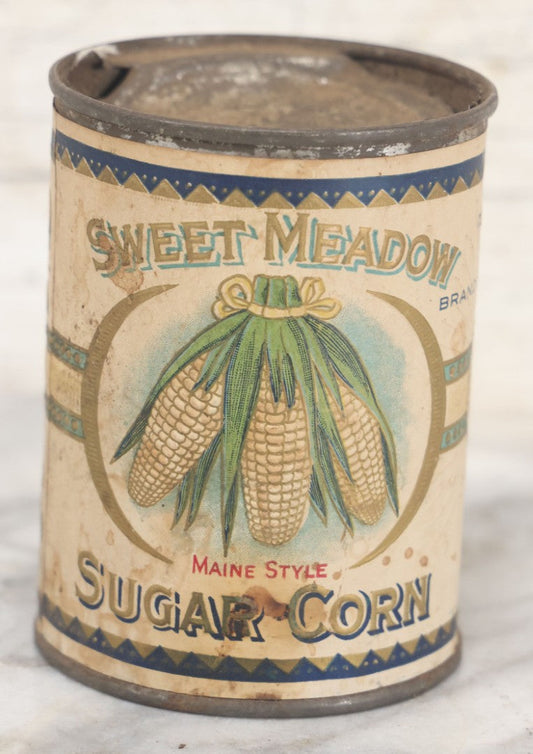 SWEET MEADOW
BRAND
MAINE STYLE
SUGAR CORN